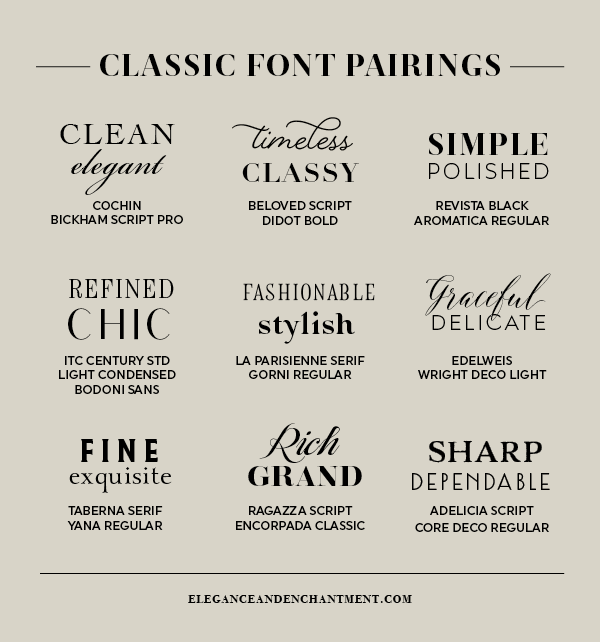 CLASSIC FONT PAIRINGS
CLEAN
elegant
COCHIN
BICKHAM SCRIPT PRO
timeless
CLASSY
BELOVED SCRIPT
DIDOT BOLD
SIMPLE
POLISHED
REVISTA BLACK
AROMATICA REGULAR
REFINED
CHIC
ITC CENTURY STD
LIGHT CONDENSED
BODONI SANS
FASHIONABLE
stylish
LA PARISIENNE SERIF
GORNI REGULAR
Graceful
DELICATE
EDELWEIS
WRIGHT DECO LIGHT
FINE
exquisite
TABERNA SERIF
YANA REGULAR
Rich
GRAND
RAGAZZA SCRIPT
ENCORPADA CLASSIC
SHARP
DEPENDABLE
ADELICIA SCRIPT
CORE DECO REGULAR
ELEGANCEANDENCHANTMENT.COM